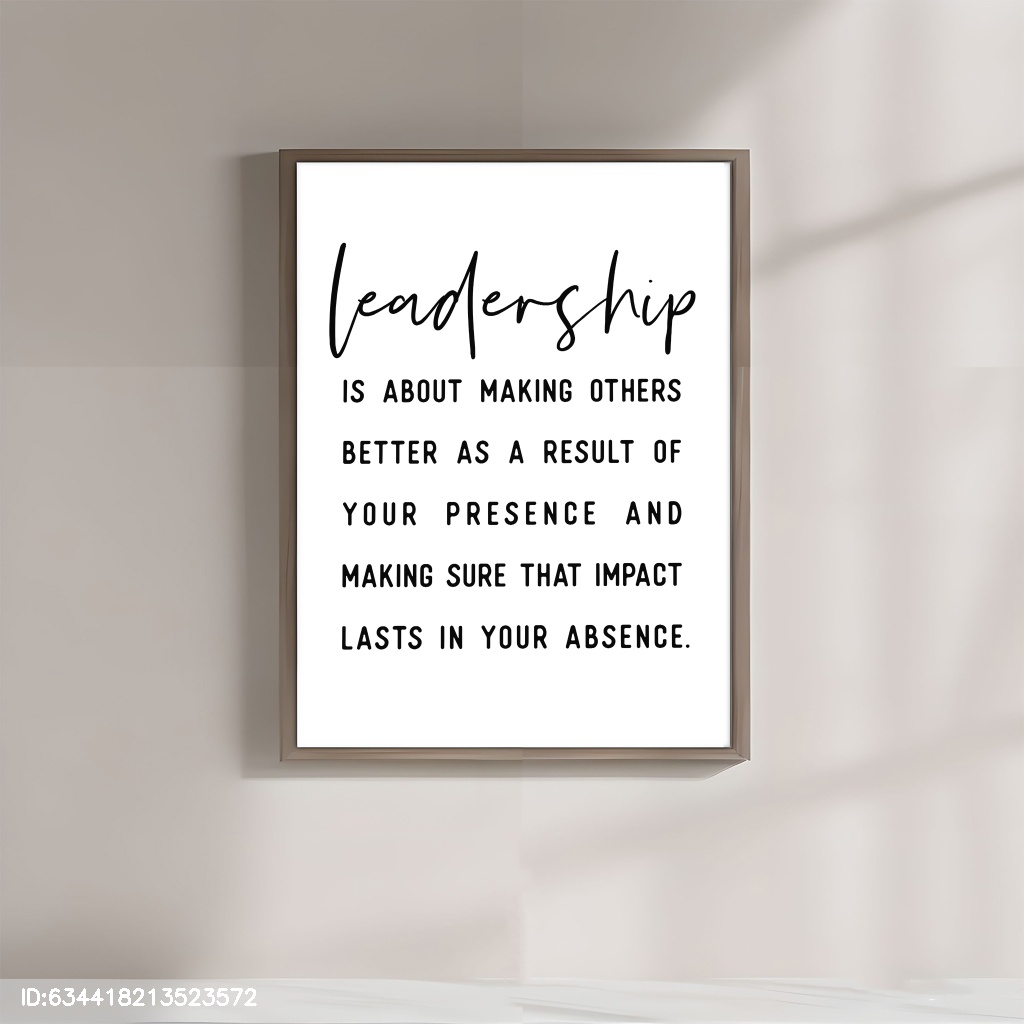 leadership
IS ABOUT MAKING OTHERS
BETTER AS A RESULT OF
YOUR PRESENCE AND
MAKING SURE THAT IMPACT
LASTS IN YOUR ABSENCE.
ID:634418213523572